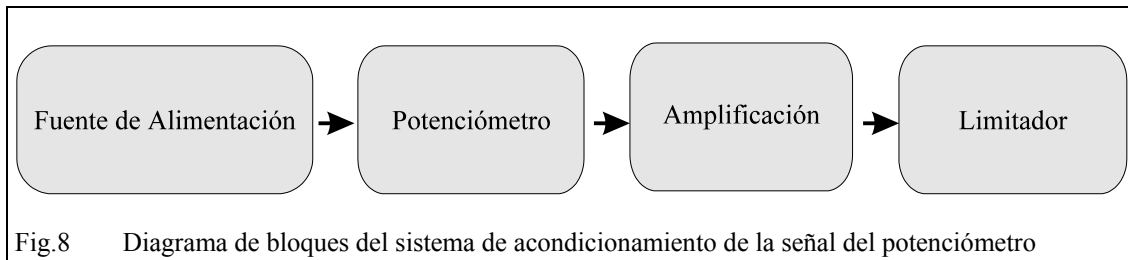 Fuente de Alimentación
Potenciómetro
Amplificación
Limitador
Fig.8 Diagrama de bloques del sistema de acondicionamiento de la señal del potenciómetro